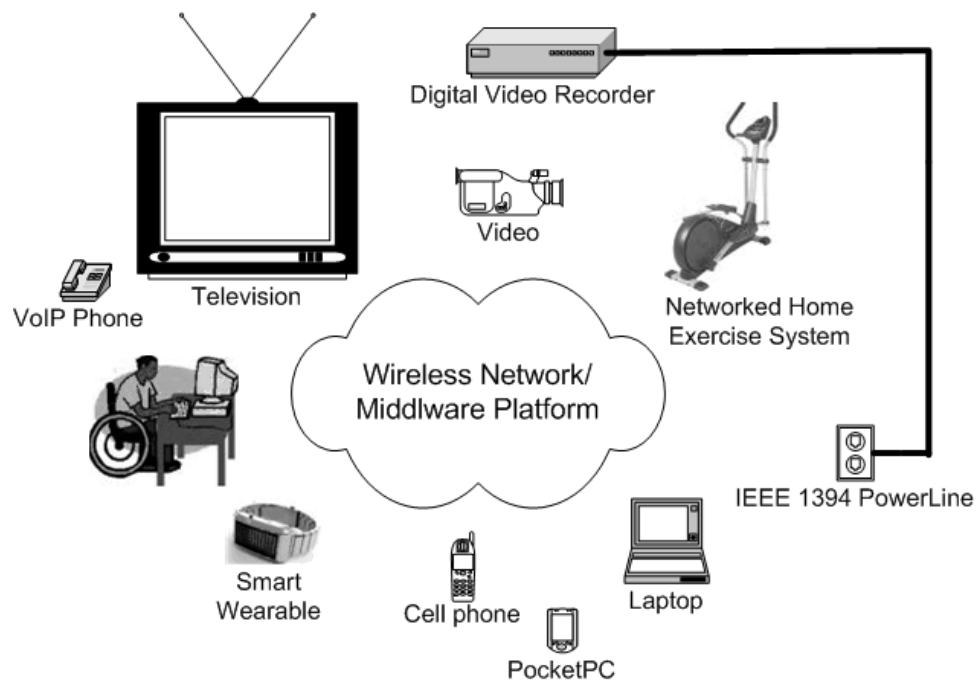 Digital Video Recorder
Video
Television
VoIP Phone
Networked Home
Exercise System
Wireless Network/
Middlware Platform
IEEE 1394 PowerLine
Smart
Wearable
Cell phone
Laptop
PocketPC